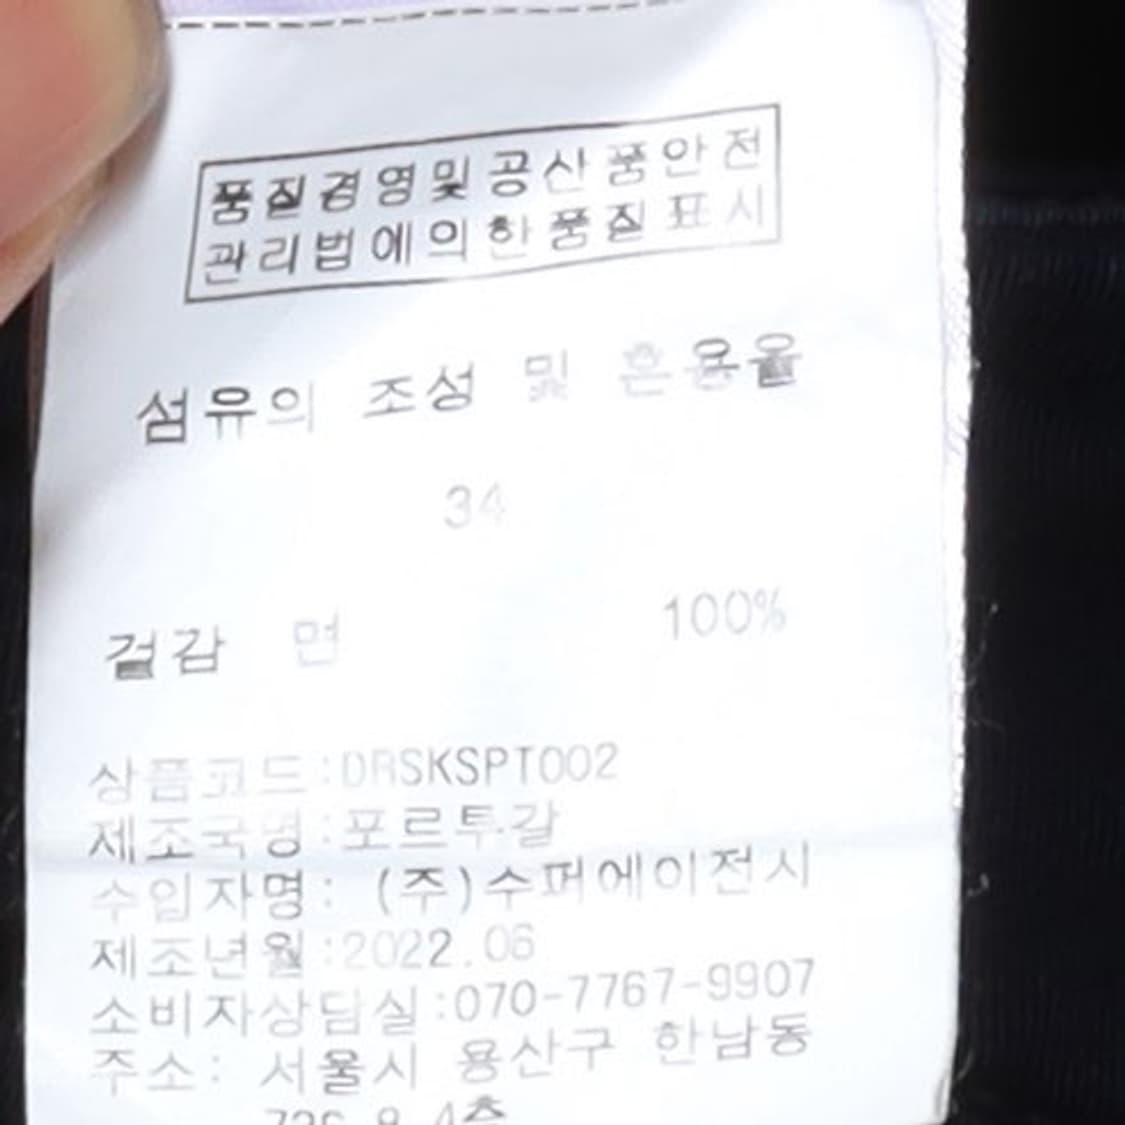 품질경영및공산품안전
관리법에의한품질표시
섬유의 조성 및 혼용율
34
겉감 면 100%
상품코드:DRSKSPT002
제조국명:포르투갈
수입자명: (주)수퍼에이전시
제조년월:2022.06
소비자상담실:070-7767-9907
주소: 서울시 용산구 한남동
4층